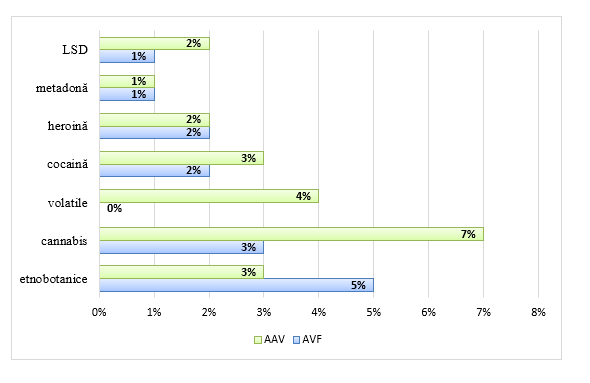 LSD
2%
1%
metadonă
1%
1%
heroină
2%
2%
cocaină
3%
2%
volatile
4%
0%
cannabis
7%
3%
etnobotanice
3%
5%
0% 1% 2% 3% 4% 5% 6% 7% 8%
AAV AVF